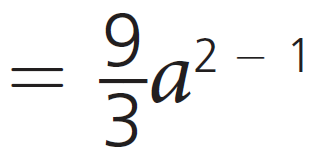 = 9/3 a^{2 − 1}